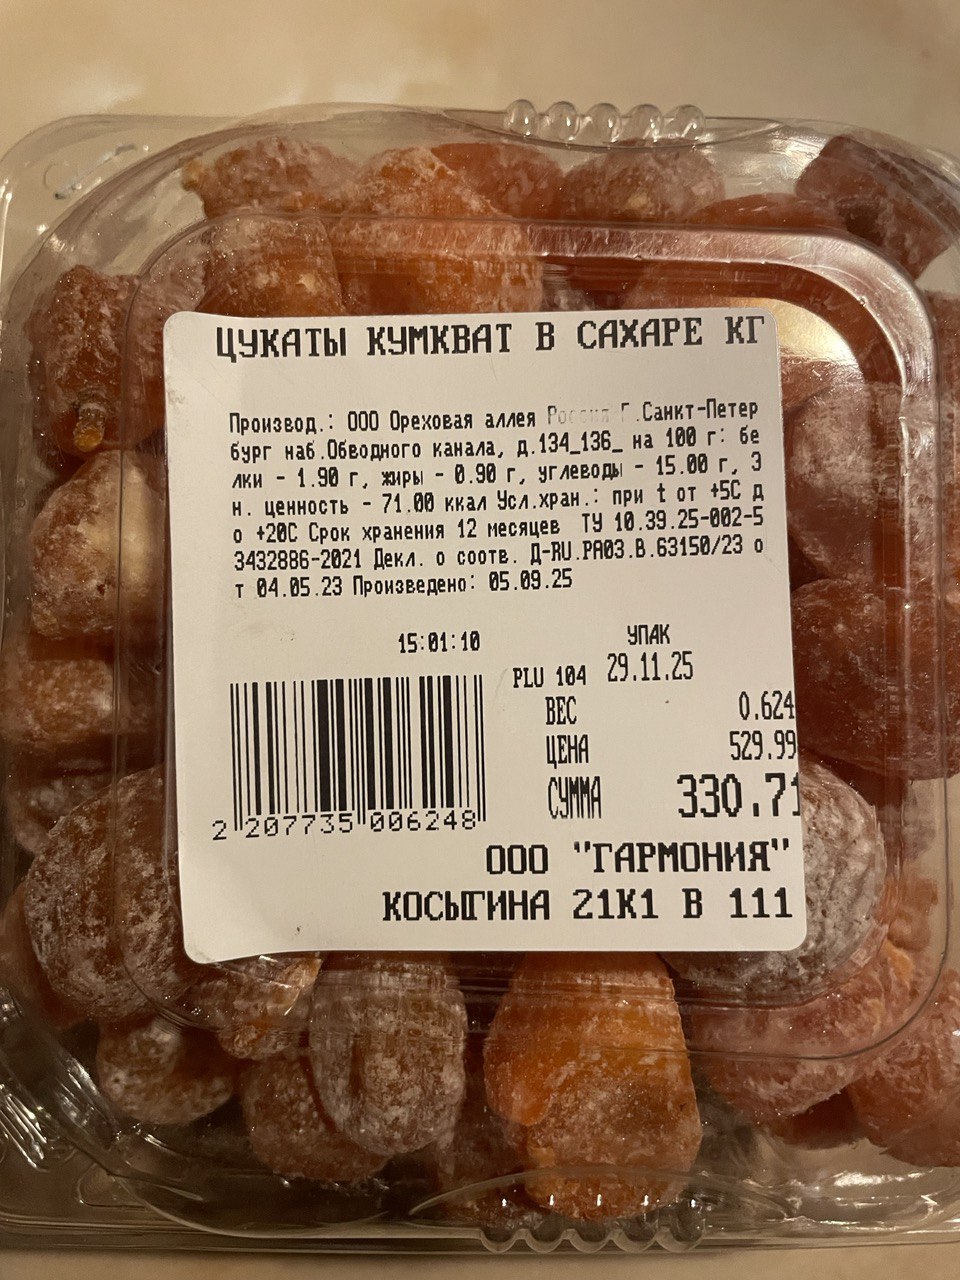 ЦУКАТЫ КУМКВАТ В САХАРЕ КГ
Производ.: ООО Ореховая аллея Россия Г.Санкт-Петер
бург наб.Обводного канала, д.134_136_ на 100 г: бе
лки - 1.90 г, жиры - 0.90 г, углеводы - 15.00 г, Э
н. ценность - 71.00 ккал Усл.хран.: при t от +5С д
о +20С Срок хранения 12 месяцев ТУ 10.39.25-002-5
3432886-2021 Декл. о соотв. Д-RU.РА03.В.63150/23 о
т 04.05.23 Произведено: 05.09.25
15:01:10
УПАК
PLU 104 29.11.25
ВЕС 0.624
ЦЕНА 529.99
СУММА 330.71
2 207735 006248
ООО "ГАРМОНИЯ"
КОСЫГИНА 21К1 В 111